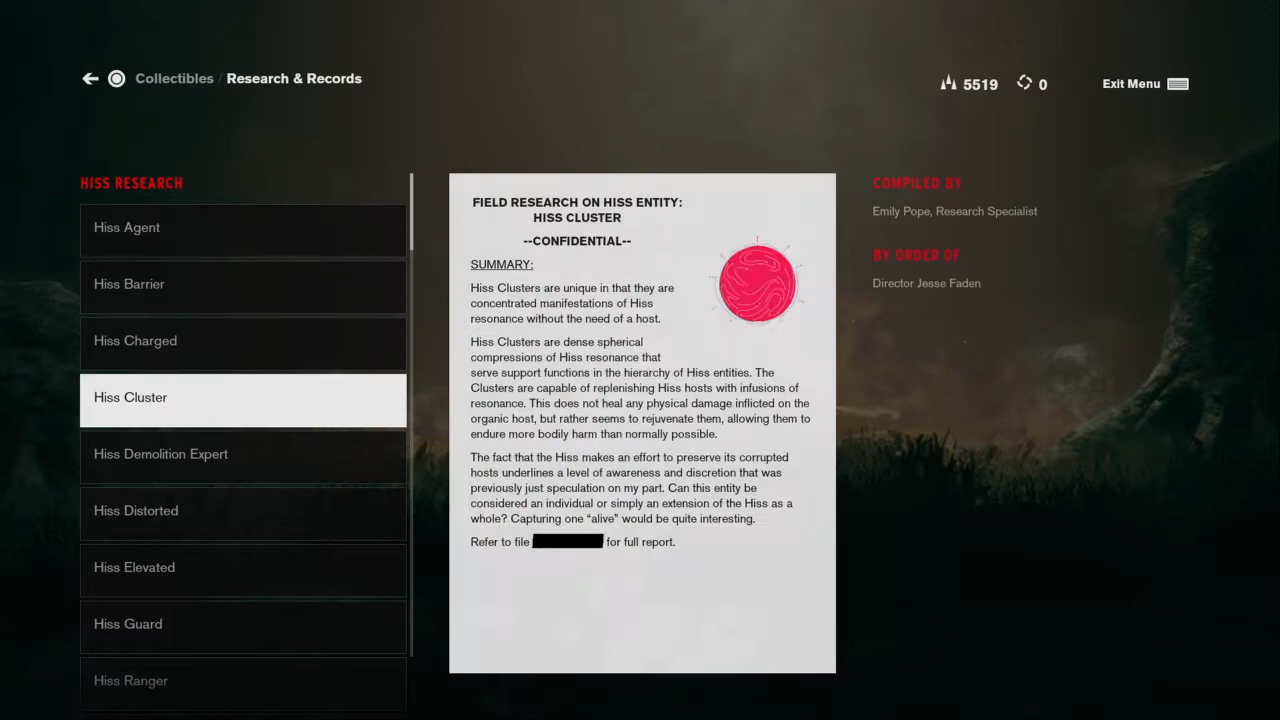 Collectibles / Research & Records
5519
0
Exit Menu
HISS RESEARCH
Hiss Agent
Hiss Barrier
Hiss Charged
Hiss Cluster
Hiss Demolition Expert
Hiss Distorted
Hiss Elevated
Hiss Guard
Hiss Ranger
FIELD RESEARCH ON HISS ENTITY:
HISS CLUSTER
--CONFIDENTIAL--
SUMMARY:
Hiss Clusters are unique in that they are
concentrated manifestations of Hiss
resonance without the need of a host.
Hiss Clusters are dense spherical
compressions of Hiss resonance that
serve support functions in the hierarchy of Hiss entities. The
Clusters are capable of replenishing Hiss hosts with infusions of
resonance. This does not heal any physical damage inflicted on the
organic host, but rather seems to rejuvenate them, allowing them to
endure more bodily harm than normally possible.
The fact that the Hiss makes an effort to preserve its corrupted
hosts underlines a level of awareness and discretion that was
previously just speculation on my part. Can this entity be
considered an individual or simply an extension of the Hiss as a
whole? Capturing one “alive” would be quite interesting.
Refer to file for full report.
COMPILED BY
Emily Pope, Research Specialist
BY ORDER OF
Director Jesse Faden